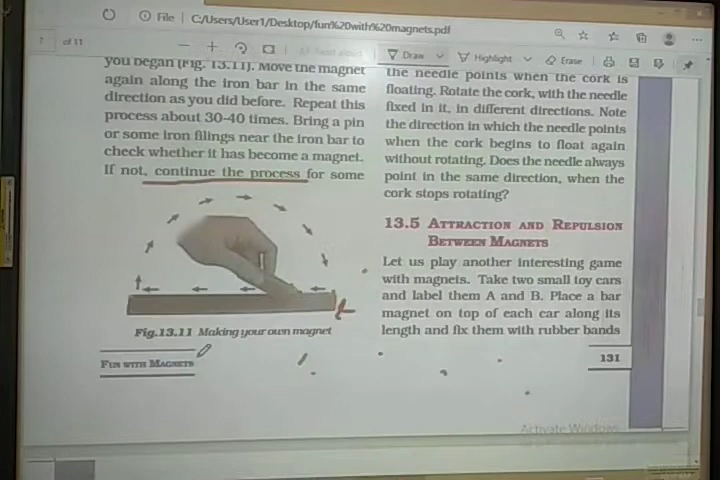 File | C:/Users/User1/Desktop/fun%20with%20magnets.pdf
? of 11
Draw
Highlight
Erase
you began (Fig. 13.11). Move the magnet
again along the iron bar in the same
direction as you did before. Repeat this
process about 30-40 times. Bring a pin
or some iron filings near the iron bar to
check whether it has become a magnet.
If not, continue the process for some
Fig.13.11 Making your own magnet
FUN WITH MAGNETS
the needle points when the cork is
floating. Rotate the cork, with the needle
fixed in it, in different directions. Note
the direction in which the needle points
when the cork begins to float again
without rotating. Does the needle always
point in the same direction, when the
cork stops rotating?
13.5 ATTRACTION AND REPULSION
BETWEEN MAGNETS
Let us play another interesting game
with magnets. Take two small toy cars
and label them A and B. Place a bar
magnet on top of each car along its
length and fix them with rubber bands
131
Activate Windows